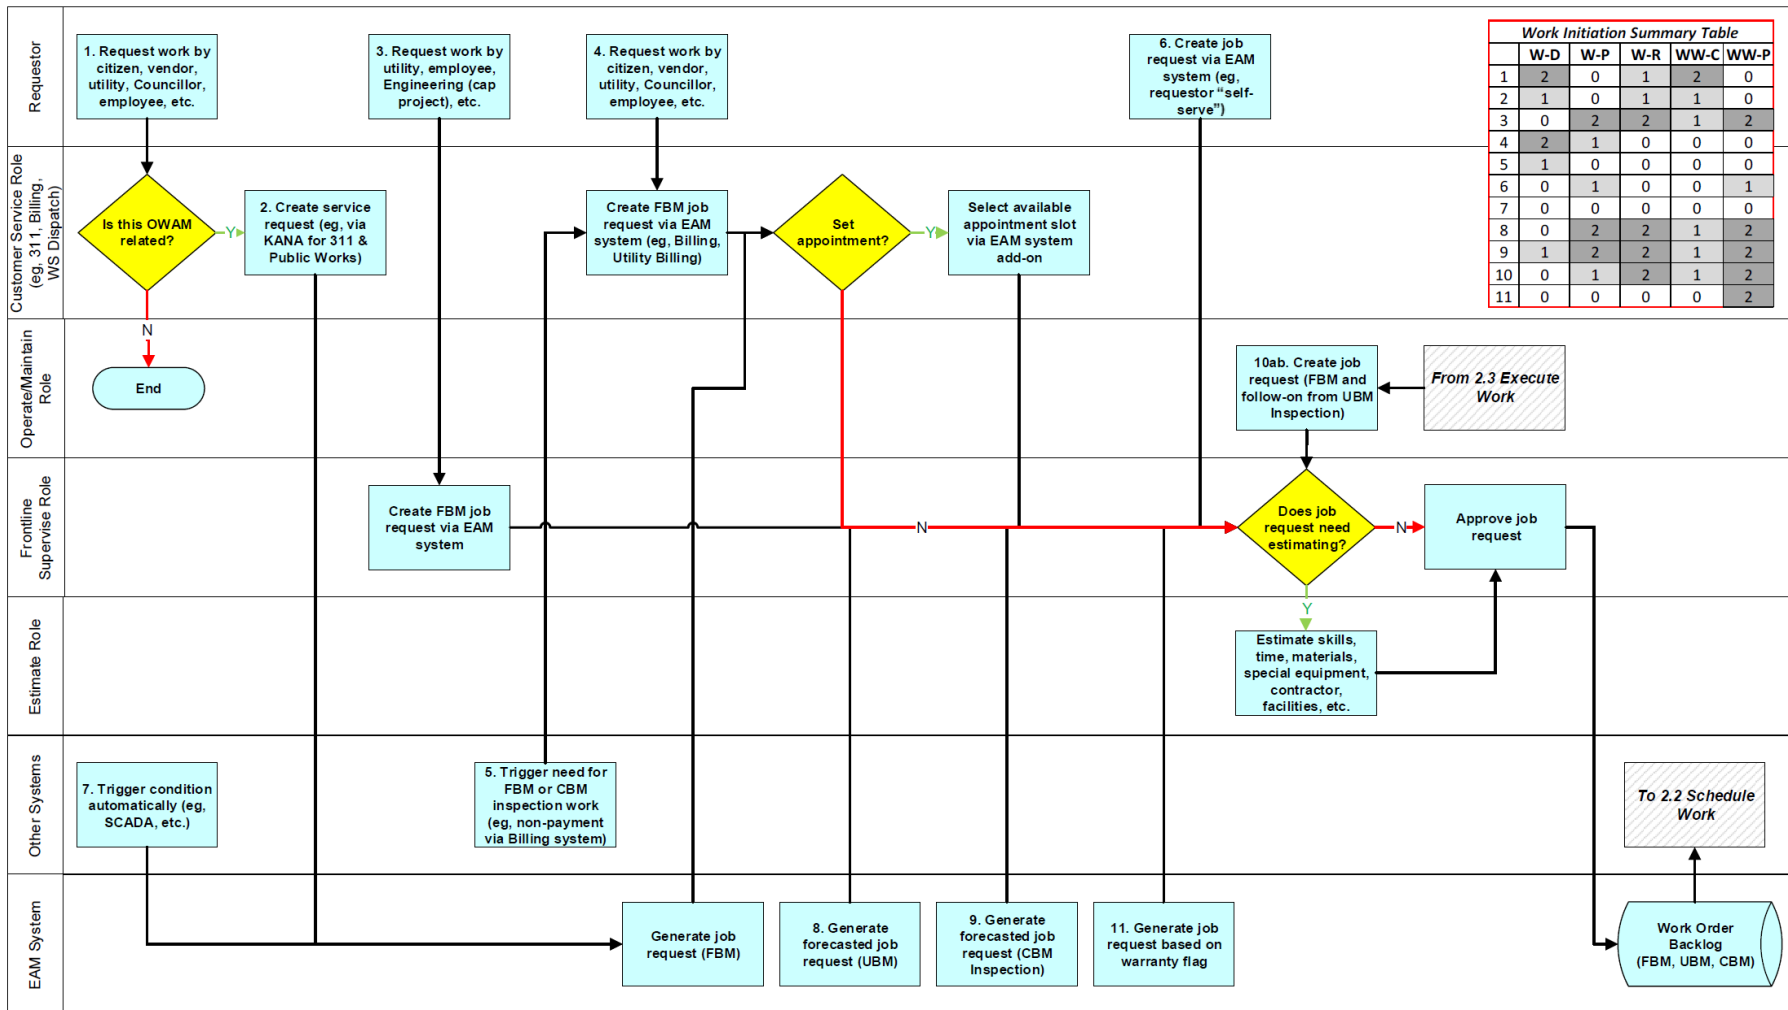 Requestor
1. Request work by
citizen, vendor,
utility, Councillor,
employee, etc.
3. Request work by
utility, employee,
Engineering (cap
project), etc.
4. Request work by
citizen, vendor,
utility, Councillor,
employee, etc.
6. Create job
request via EAM
system (eg,
requestor “self-
serve”)
Work Initiation Summary Table
W-D W-P W-R WW-C WW-P
1 2 0 1 2 0
2 1 0 1 1 0
3 0 2 2 1 2
4 2 1 0 0 0
5 1 0 0 0 0
6 0 1 0 0 1
7 0 0 0 0 0
8 0 2 2 1 2
9 1 2 2 1 2
10 0 1 2 1 2
11 0 0 0 0 2
Customer Service Role
(eg, 311, Billing,
WS Dispatch)
Is this OWAM
related?
Y
N
2. Create service
request (eg, via
KANA for 311 &
Public Works)
Create FBM job
request via EAM
system (eg, Billing,
Utility Billing)
Set
appointment?
Y
Select available
appointment slot
via EAM system
add-on
Operate/Maintain
Role
End
10ab. Create job
request (FBM and
follow-on from UBM
Inspection)
From 2.3 Execute
Work
Frontline
Supervise Role
Create FBM job
request via EAM
system
N
Does job
request need
estimating?
N
Y
Approve job
request
Estimate Role
Estimate skills,
time, materials,
special equipment,
contractor,
facilities, etc.
Other Systems
7. Trigger condition
automatically (eg,
SCADA, etc.)
5. Trigger need for
FBM or CBM
inspection work
(eg, non-payment
via Billing system)
To 2.2 Schedule
Work
EAM System
Generate job
request (FBM)
8. Generate
forecasted job
request (UBM)
9. Generate
forecasted job
request (CBM
Inspection)
11. Generate job
request based on
warranty flag
Work Order
Backlog
(FBM, UBM, CBM)